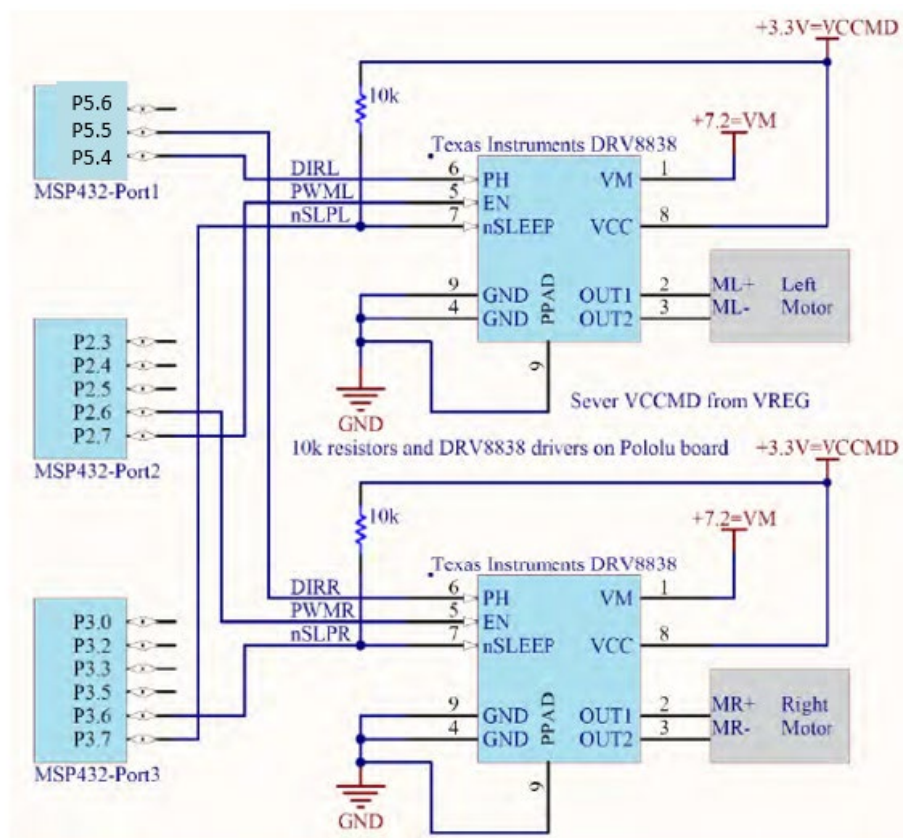 +3.3V=VCCMD
10k
+7.2=VM
P5.6
P5.5
P5.4
MSP432-Port1
Texas Instruments DRV8838
DIRL 6 PH VM 1
PWML 5 EN
nSLPL 7 nSLEEP VCC 8
9 GND OUT1 2 ML+ Left
4 GND OUT2 3 ML- Motor
PPAD
9
GND
P2.3
P2.4
P2.5
P2.6
P2.7
MSP432-Port2
Sever VCCMD from VREG
10k resistors and DRV8838 drivers on Pololu board
+3.3V=VCCMD
10k
+7.2=VM
Texas Instruments DRV8838
DIRR 6 PH VM 1
PWMR 5 EN
nSLPR 7 nSLEEP VCC 8
P3.0
P3.2
P3.3
P3.5
P3.6
P3.7
MSP432-Port3
9 GND OUT1 2 MR+ Right
4 GND OUT2 3 MR- Motor
PPAD
9
GND